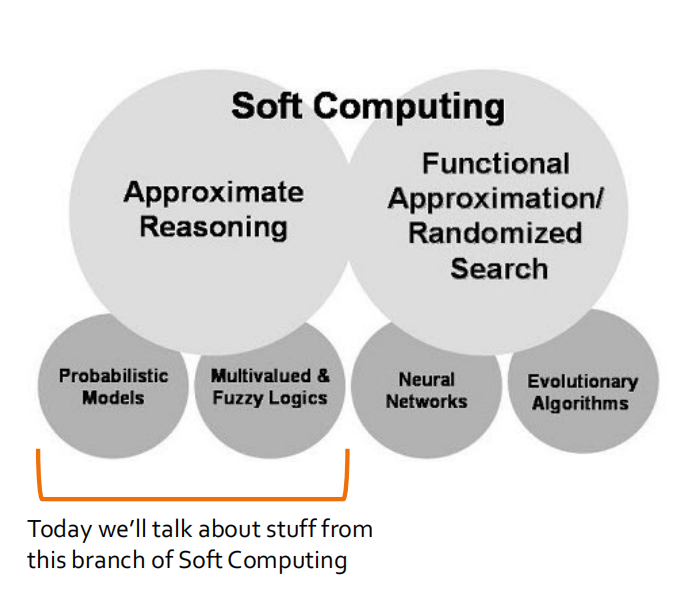 Soft Computing
Approximate
Reasoning
Functional
Approximation/
Randomized
Search
Probabilistic
Models
Multivalued &
Fuzzy Logics
Neural
Networks
Evolutionary
Algorithms
Today we’ll talk about stuff from
this branch of Soft Computing